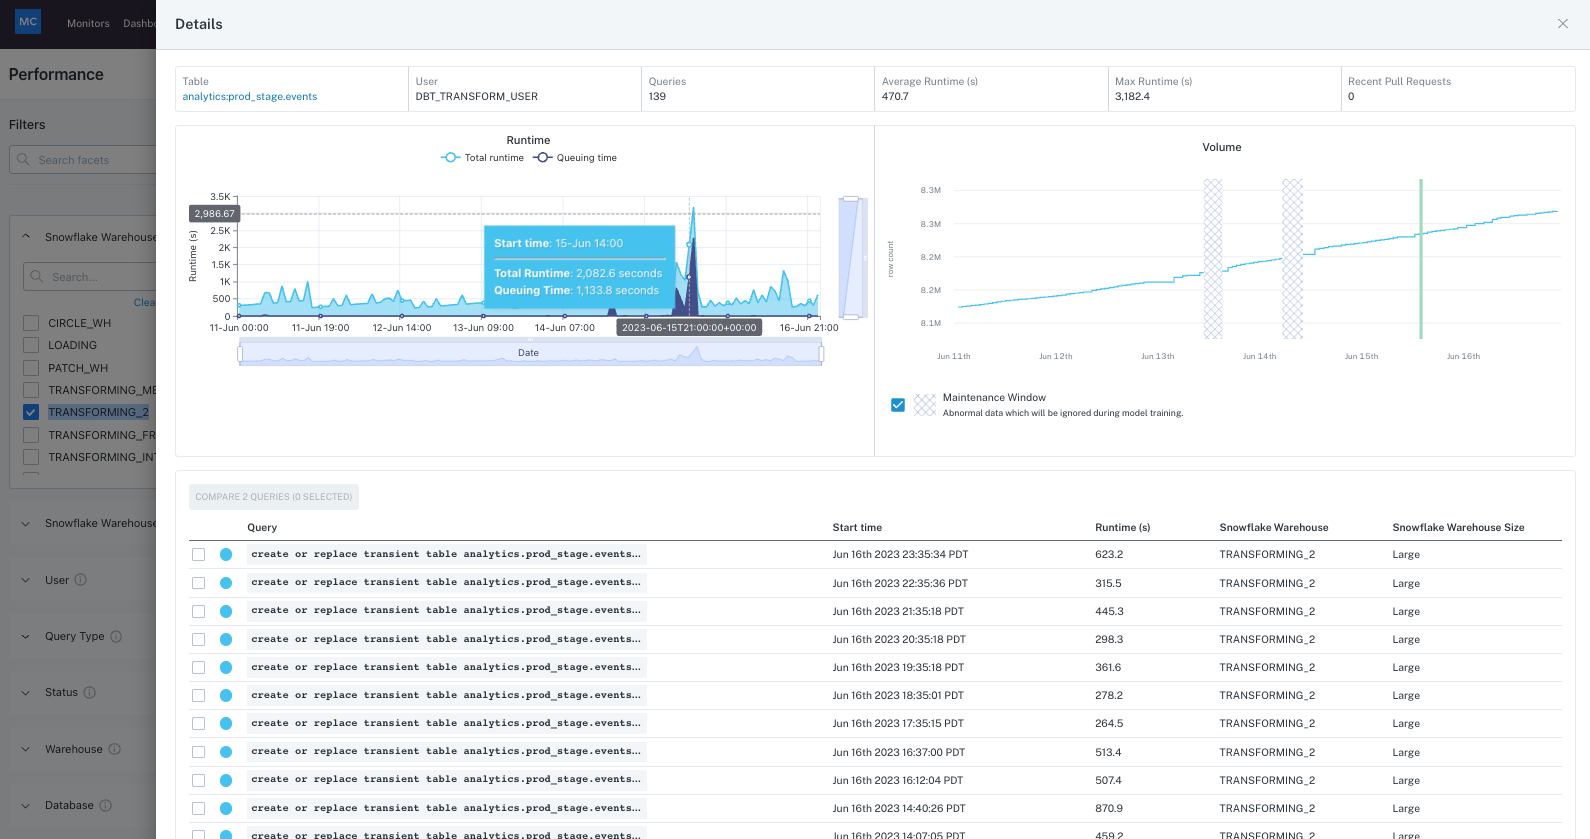 MC
Monitors
Details
Performance
Filters
Search facets
Snowflake Warehouse
Search...
CIRCLE_WH
LOADING
PATCH_WH
TRANSFORMING_2
Snowflake Warehouse
User
Query Type
Status
Warehouse
Database
Table
analytics:prod_stage.events
User
DBT_TRANSFORM_USER
Queries
139
Average Runtime (s)
470.7
Max Runtime (s)
3,182.4
Recent Pull Requests
0
Runtime
Total runtime
Queuing time
Runtime (s)
3.5K
2,986.67
2.5K
2K
1.5K
1K
500
0
Start time: 15-Jun 14:00
Total Runtime: 2,082.6 seconds
Queuing Time: 1,133.8 seconds
11-Jun 00:00
11-Jun 19:00
12-Jun 14:00
13-Jun 09:00
14-Jun 07:00
2023-06-15T21:00:00+00:00
16-Jun 21:00
Date
Volume
row count
8.3M
8.3M
8.2M
8.2M
8.1M
Jun 11th
Jun 12th
Jun 13th
Jun 14th
Jun 15th
Jun 16th
Maintenance Window
Abnormal data which will be ignored during model training.
COMPARE 2 QUERIES (0 SELECTED)
Query Start time Runtime (s) Snowflake Warehouse Snowflake Warehouse Size
create or replace transient table analytics.prod_stage.events... Jun 16th 2023 23:35:34 PDT 623.2 TRANSFORMING_2 Large
create or replace transient table analytics.prod_stage.events... Jun 16th 2023 22:35:36 PDT 315.5 TRANSFORMING_2 Large
create or replace transient table analytics.prod_stage.events... Jun 16th 2023 21:35:18 PDT 445.3 TRANSFORMING_2 Large
create or replace transient table analytics.prod_stage.events... Jun 16th 2023 20:35:18 PDT 298.3 TRANSFORMING_2 Large
create or replace transient table analytics.prod_stage.events... Jun 16th 2023 19:35:18 PDT 361.6 TRANSFORMING_2 Large
create or replace transient table analytics.prod_stage.events... Jun 16th 2023 18:35:01 PDT 278.2 TRANSFORMING_2 Large
create or replace transient table analytics.prod_stage.events... Jun 16th 2023 17:35:15 PDT 264.5 TRANSFORMING_2 Large
create or replace transient table analytics.prod_stage.events... Jun 16th 2023 16:37:00 PDT 513.4 TRANSFORMING_2 Large
create or replace transient table analytics.prod_stage.events... Jun 16th 2023 16:12:04 PDT 507.4 TRANSFORMING_2 Large
create or replace transient table analytics.prod_stage.events... Jun 16th 2023 14:40:26 PDT 870.9 TRANSFORMING_2 Large
create or replace transient table analytics.prod_stage.events... Jun 16th 2023 14:07:05 PDT 459.2 TRANSFORMING_2 Large